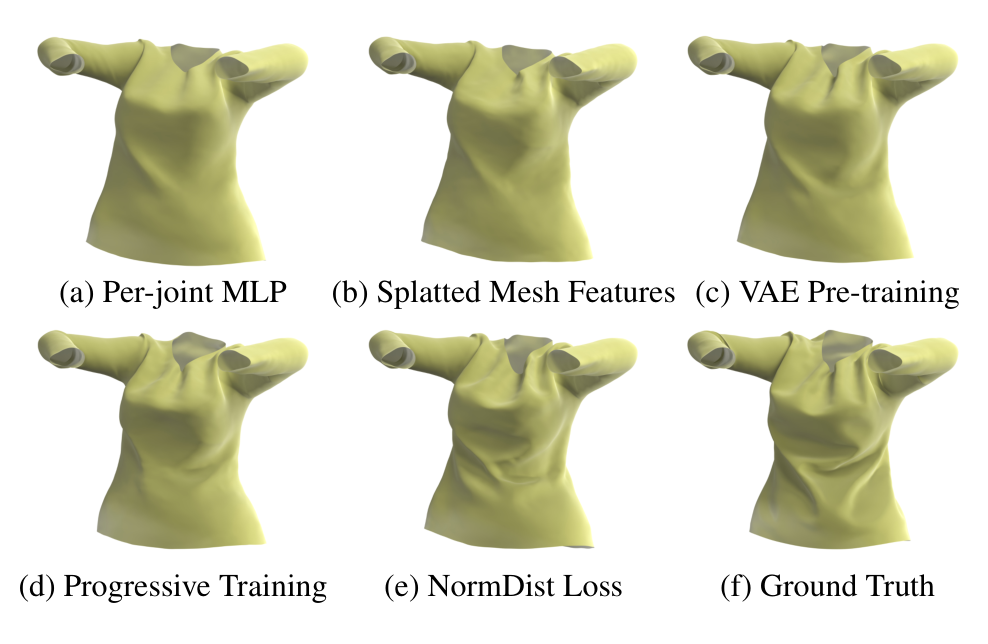 (a) Per-joint MLP
(b) Splatted Mesh Features
(c) VAE Pre-training
(d) Progressive Training
(e) NormDist Loss
(f) Ground Truth